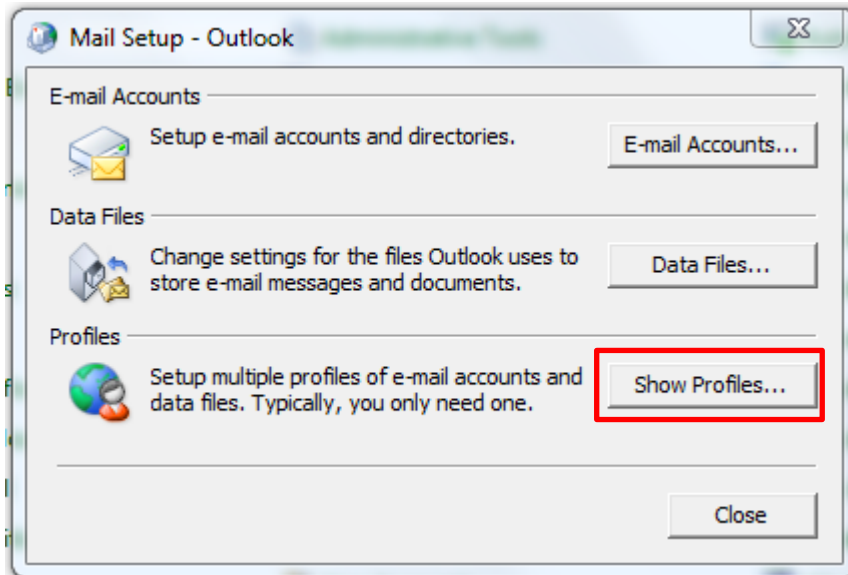 Mail Setup - Outlook
E-mail Accounts
Setup e-mail accounts and directories.
E-mail Accounts...
Data Files
Change settings for the files Outlook uses to
store e-mail messages and documents.
Data Files...
Profiles
Setup multiple profiles of e-mail accounts and
data files. Typically, you only need one.
Show Profiles...
Close